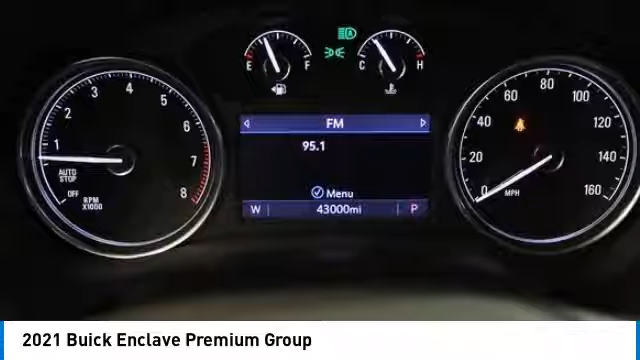 E F
C H
FM
95.1
Menu
W 43000mi P
1 2 3 4 5 6 7 8
AUTO
STOP
OFF
RPM
X1000
0 20 40 60 80 100 120 140 160
MPH
2021 Buick Enclave Premium Group